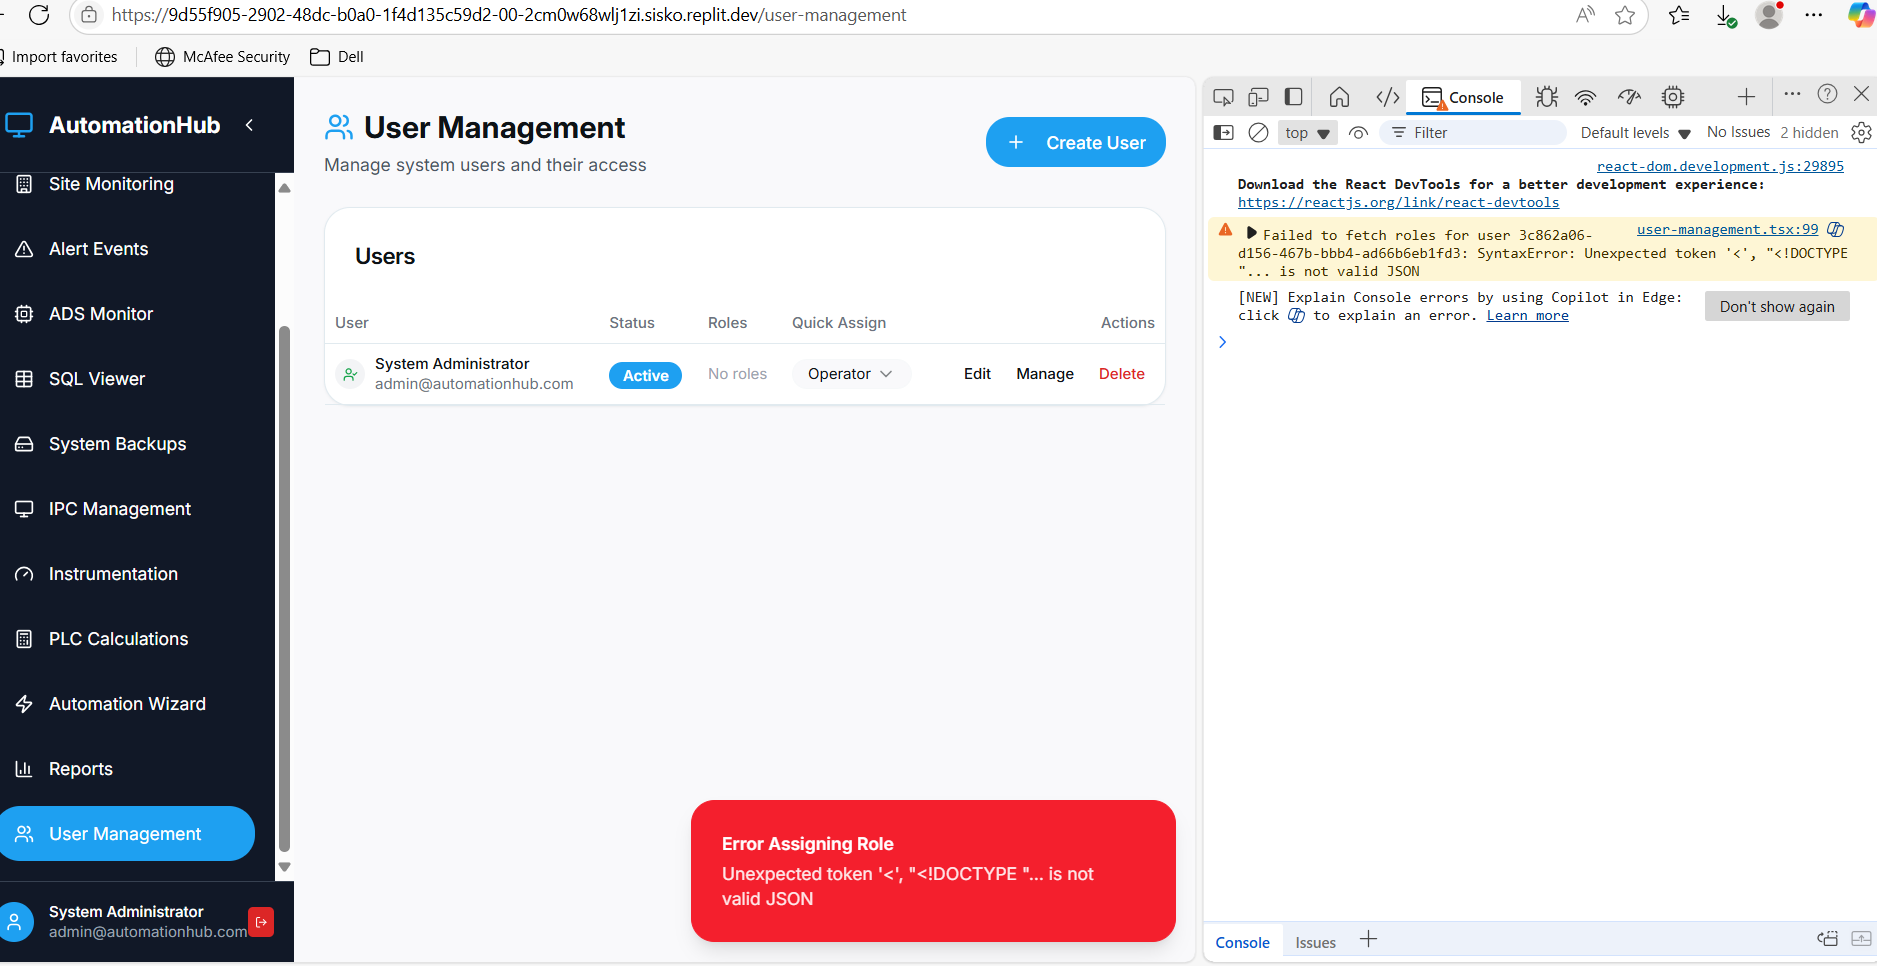 https://9d55f905-2902-48dc-b0a0-1f4d135c59d2-00-2cm0w68wlj1zi.sisko.replit.dev/user-management
Import favorites
McAfee Security
Dell
AutomationHub
Site Monitoring
Alert Events
ADS Monitor
SQL Viewer
System Backups
IPC Management
Instrumentation
PLC Calculations
Automation Wizard
Reports
User Management
System Administrator
admin@automationhub.com
User Management
Manage system users and their access
+ Create User
Users
User Status Roles Quick Assign Actions
System Administrator
admin@automationhub.com
Active No roles Operator Edit Manage Delete
Error Assigning Role
Unexpected token '<', "<!DOCTYPE "... is not
valid JSON
Console
top Filter Default levels No Issues 2 hidden
react-dom.development.js:29895
Download the React DevTools for a better development experience:
https://reactjs.org/link/react-devtools
Failed to fetch roles for user 3c862a06- user-management.tsx:99
d156-467b-bbb4-ad66b6eb1fd3: SyntaxError: Unexpected token '<', "<!DOCTYPE
"... is not valid JSON
[NEW] Explain Console errors by using Copilot in Edge:
click to explain an error. Learn more
Don't show again
Console Issues